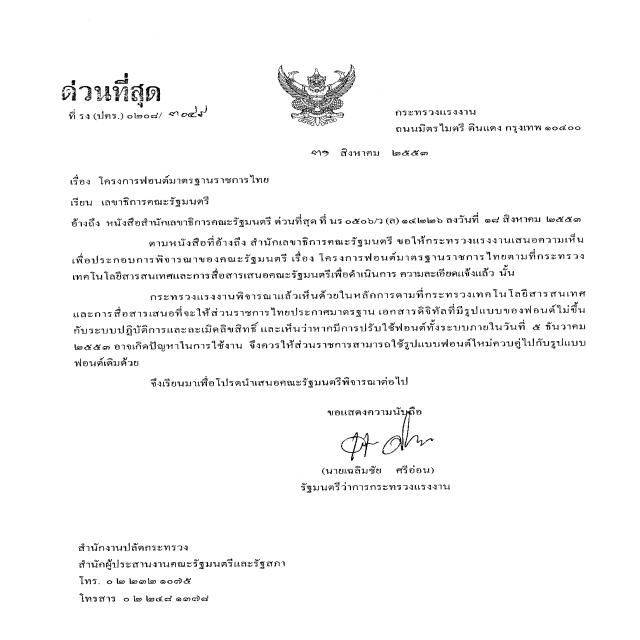 ด่วนที่สุด
ที่ รง (ปคร.) ๐๒๐๘/
กระทรวงแรงงาน
ถนนมิตรไมตรี ดินแดง กรุงเทพ ๑๐๔๐๐
๓๑ สิงหาคม ๒๕๕๓
เรื่อง โครงการฟอนต์มาตรฐานราชการไทย
เรียน เลขาธิการคณะรัฐมนตรี
อ้างถึง หนังสือสำนักเลขาธิการคณะรัฐมนตรี ด่วนที่สุด ที่ นร ๐๕๐๖/ว (ล) ๑๔๒๒๖ ลงวันที่ ๑๘ สิงหาคม ๒๕๕๓
ตามหนังสือที่อ้างถึง สำนักเลขาธิการคณะรัฐมนตรี ขอให้กระทรวงแรงงานเสนอความเห็น
เพื่อประกอบการพิจารณาของคณะรัฐมนตรี เรื่อง โครงการฟอนต์มาตรฐานราชการไทยตามที่กระทรวง
เทคโนโลยีสารสนเทศและการสื่อสารเสนอคณะรัฐมนตรีเพื่อดำเนินการ ความละเอียดแจ้งแล้ว นั้น
กระทรวงแรงงานพิจารณาแล้วเห็นด้วยในหลักการตามที่กระทรวงเทคโนโลยีสารสนเทศ
และการสื่อสารเสนอที่จะให้ส่วนราชการไทยประกาศมาตรฐาน เอกสารดิจิทัลที่มีรูปแบบของฟอนต์ไม่ขึ้น
กับระบบปฏิบัติการและละเมิดลิขสิทธิ์ และเห็นว่าหากมีการปรับใช้ฟอนต์ทั้งระบบภายในวันที่ ๕ ธันวาคม
๒๕๕๓ อาจเกิดปัญหาในการใช้งาน จึงควรให้ส่วนราชการสามารถใช้รูปแบบฟอนต์ใหม่ควบคู่ไปกับรูปแบบ
ฟอนต์เดิมด้วย
จึงเรียนมาเพื่อโปรดนำเสนอคณะรัฐมนตรีพิจารณาต่อไป
ขอแสดงความนับถือ
(นายเฉลิมชัย ศรีอ่อน)
รัฐมนตรีว่าการกระทรวงแรงงาน
สำนักงานปลัดกระทรวง
สำนักผู้ประสานงานคณะรัฐมนตรีและรัฐสภา
โทร. ๐ ๒ ๒๓๒ ๑๐๗๕
โทรสาร ๐ ๒ ๒๔๘ ๑๓๗๘